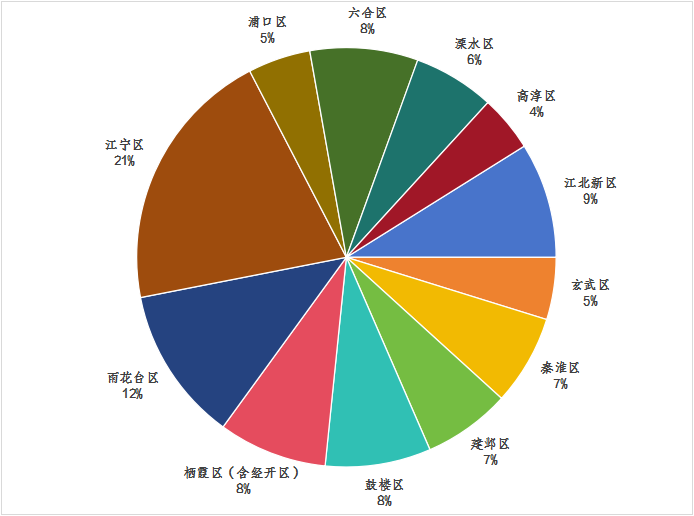 六合区
8%
浦口区
5%
溧水区
6%
高淳区
4%
江宁区
21%
江北新区
9%
玄武区
5%
秦淮区
7%
雨花台区
12%
建邺区
7%
栖霞区（含经开区）
8%
鼓楼区
8%